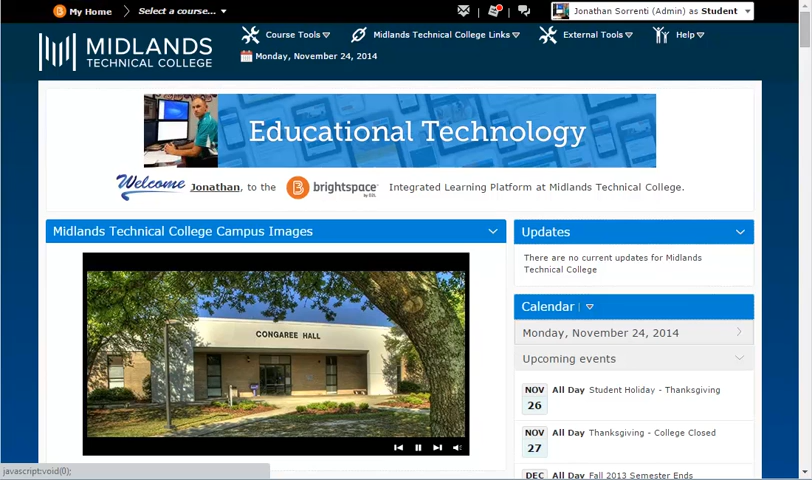 My Home
Select a course...
Jonathan Sorrenti (Admin) as Student
MIDLANDS
TECHNICAL COLLEGE
Course Tools
Midlands Technical College Links
External Tools
Help
Monday, November 24, 2014
Educational Technology
Welcome Jonathan, to the brightspace Integrated Learning Platform at Midlands Technical College.
Midlands Technical College Campus Images
CONGAREE HALL
Updates
There are no current updates for Midlands
Technical College
Calendar
Monday, November 24, 2014
Upcoming events
NOV
26
All Day Student Holiday - Thanksgiving
NOV
27
All Day Thanksgiving - College Closed
DEC
All Day Fall 2013 Semester Ends
javascript:void(0);